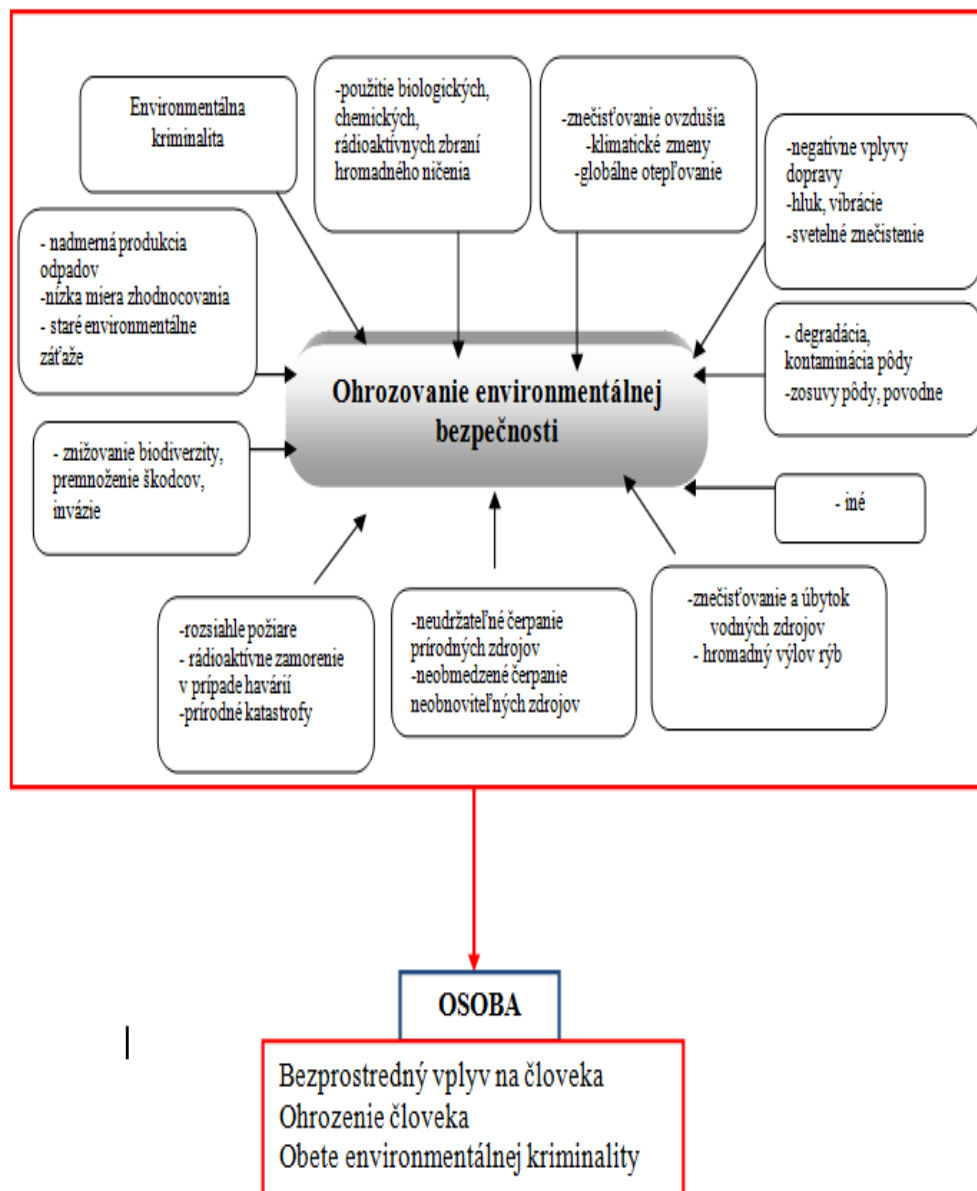 Environmentálna
kriminalita
-použitie biologických,
chemických,
rádioaktívnych zbraní
hromadného ničenia
-znečisťovanie ovzdušia
-klimatické zmeny
-globálne otepľovanie
-negatívne vplyvy
dopravy
- hluk, vibrácie
- svetelné znečistenie
- nadmerná produkcia
odpadov
-nízka miera zhodnocovania
- staré environmentálne
záťaže
- degradácia,
kontaminácia pôdy
-zosuvy pôdy, povodne
Ohrozovanie environmentálnej
bezpečnosti
- znižovanie biodiverzity,
premnoženie škodcov,
invázie
- iné
-rozsiahle požiare
- rádioaktívne zamorenie
v prípade havárií
-prírodné katastrofy
-neudržateľné čerpanie
prírodných zdrojov
-neobmedzené čerpanie
neobnoviteľných zdrojov
-znečisťovanie a úbytok
vodných zdrojov
- hromadný výlov rýb
OSOBA
Bezprostredný vplyv na človeka
Ohrozenie človeka
Obete environmentálnej kriminality